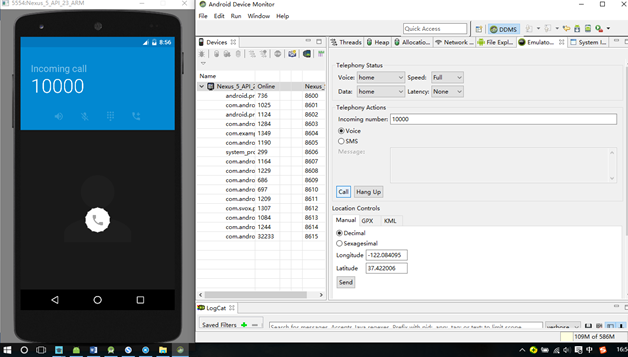 5554:Nexus_5_API_23_ARM
8:56
Incoming call
10000
Android Device Monitor
File Edit Run Window Help
Quick Access
DDMS
Devices
Threads
Heap
Allocation...
Network ...
File Expl...
Emulato...
System I...
Name
Nexus_5_API_2 Online Nexus_
android.pr 736 8600
com.andro 1025 8601
android.pr 1124 8602
com.andro 1284 8603
com.examp 1349 8604
com.andro 1190 8605
system_pro 299 8606
com.andro 1164 8607
com.andro 1229 8608
com.andro 686 8609
com.andro 697 8610
com.andro 1209 8611
com.svox.p 1307 8612
com.andro 1084 8613
com.andro 1244 8614
com.andro 32233 8615
Telephony Status
Voice: home Speed: Full
Data: home Latency: None
Telephony Actions
Incoming number: 10000
Voice
SMS
Message:
Call
Hang Up
Location Controls
Manual GPX KML
Decimal
Sexagesimal
Longitude -122.084095
Latitude 37.422006
Send
LogCat
Saved Filters
Search for messages. Accepts Java regexes. Prefix with pid:, app:, tag: or text: to limit scope.
verbose
109M of 586M